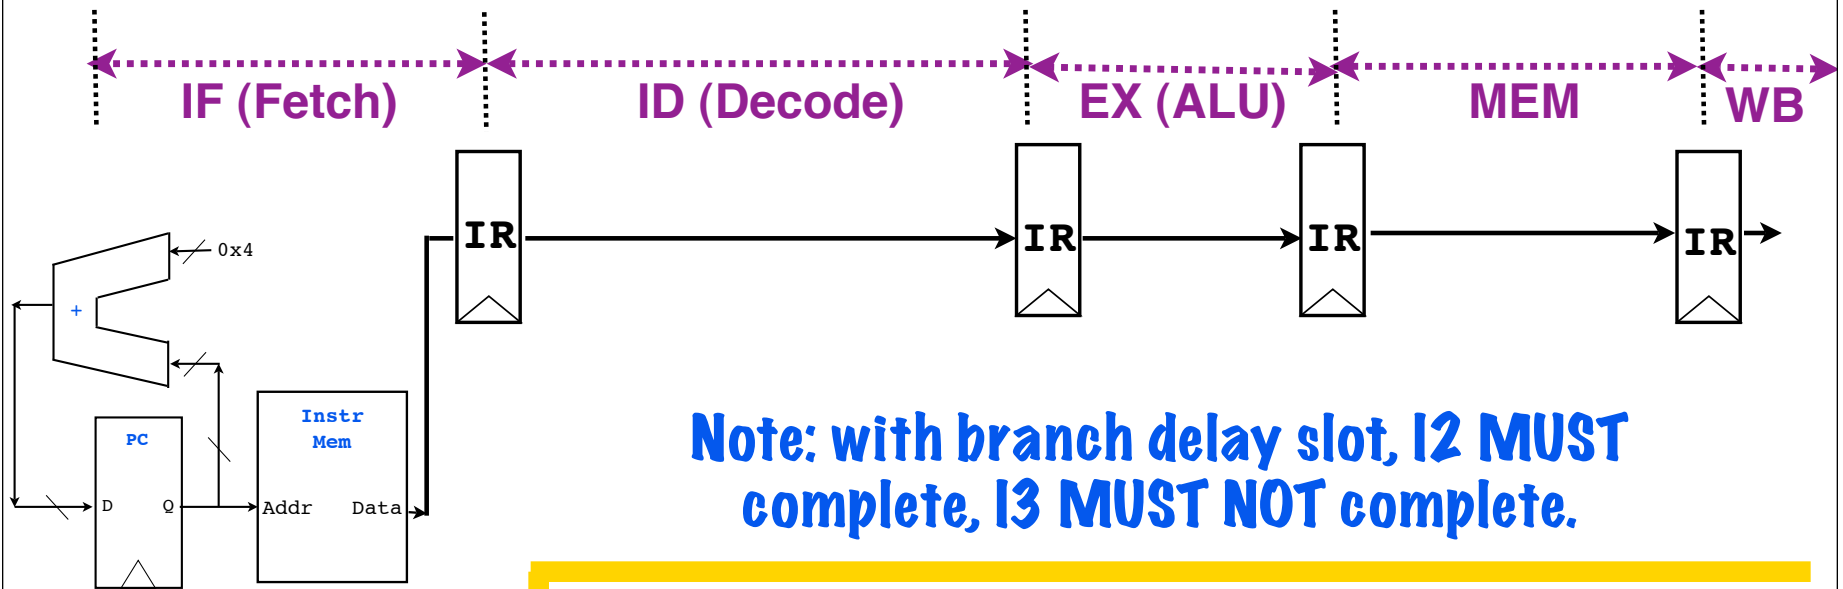 IF (Fetch) ID (Decode) EX (ALU) MEM WB
IR IR IR IR
0x4
+
Instr
Mem
PC
D Q Addr Data
Note: with branch delay slot, I2 MUST
complete, I3 MUST NOT complete.